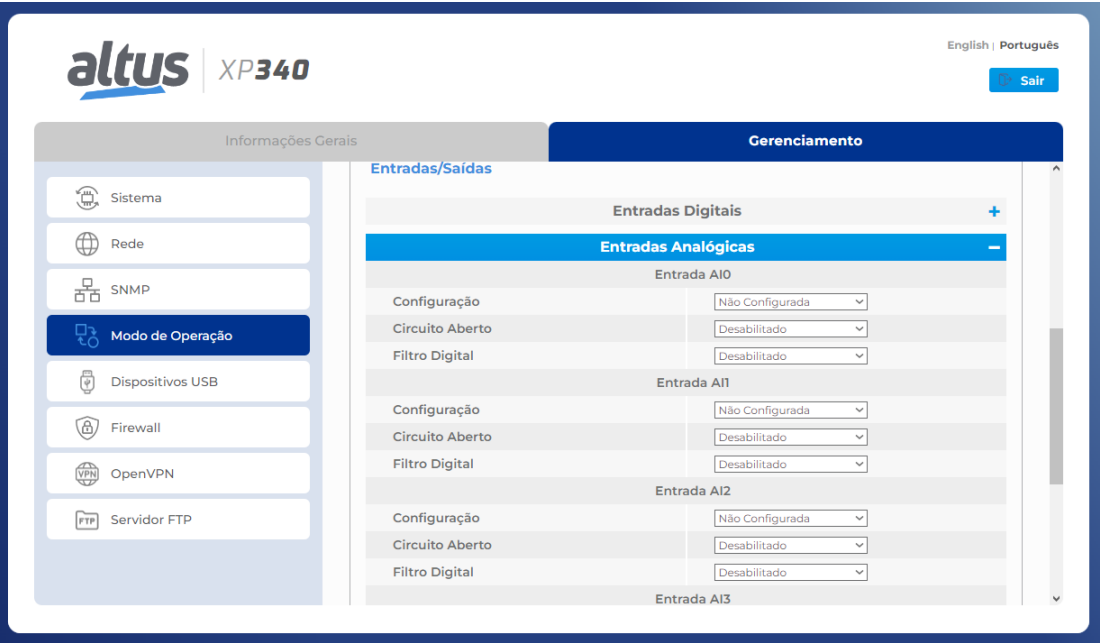 English | Português
altus | XP340
Sair
Informações Gerais
Gerenciamento
Sistema
Rede
SNMP
Modo de Operação
Dispositivos USB
Firewall
VPN OpenVPN
FTP Servidor FTP
Entradas/Saídas
Entradas Digitais +
Entradas Analógicas −
Entrada AI0
Configuração Não Configurada
Circuito Aberto Desabilitado
Filtro Digital Desabilitado
Entrada AI1
Configuração Não Configurada
Circuito Aberto Desabilitado
Filtro Digital Desabilitado
Entrada AI2
Configuração Não Configurada
Circuito Aberto Desabilitado
Filtro Digital Desabilitado
Entrada AI3